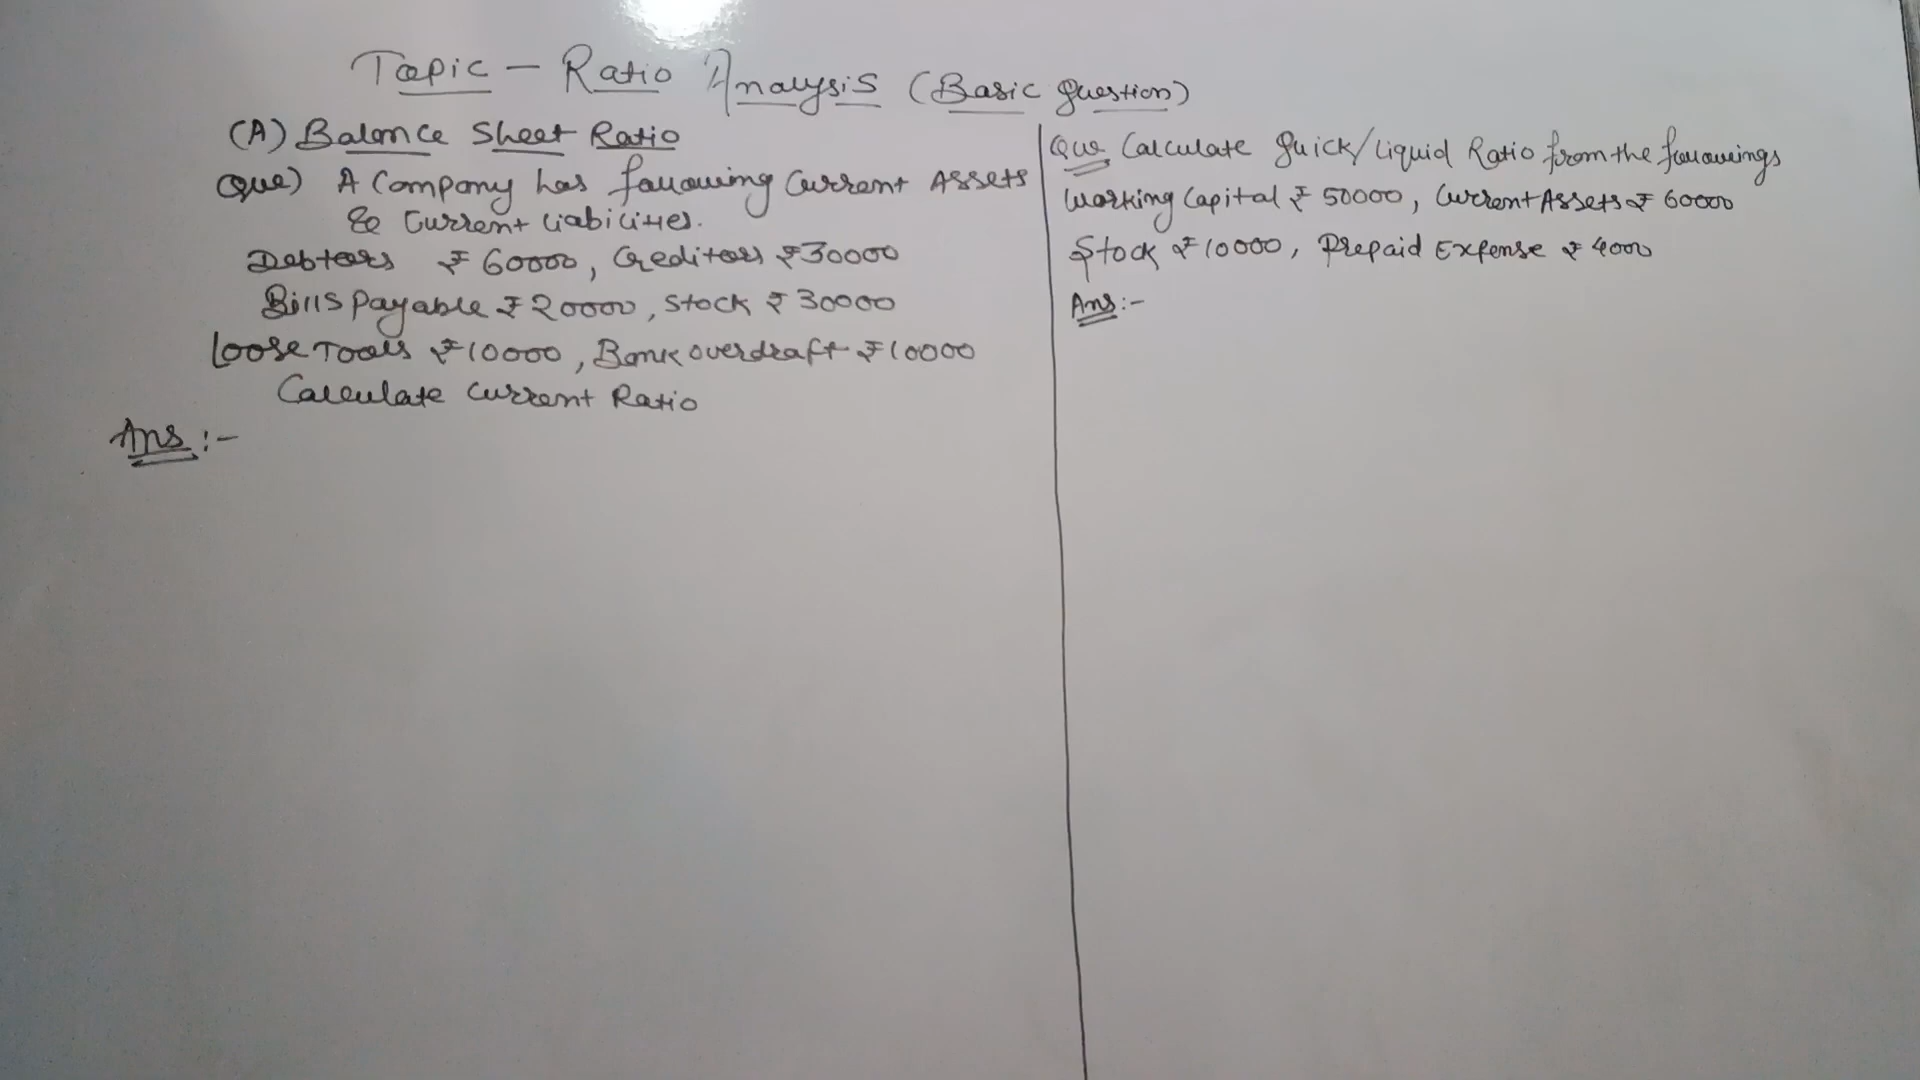 Topic - Ratio Analysis (Basic Question)
(A) Balance Sheet Ratio
Que) A Company has following Current Assets
& Current Liabilities.
Debtors ₹ 60000, Creditors ₹ 30000
Bills Payable ₹ 20000, Stock ₹ 30000
Loose Tools ₹ 10000, Bank overdraft ₹ 10000
Calculate Current Ratio
Ans :-
Que Calculate Quick/Liquid Ratio from the followings
Working Capital ₹ 50000, Current Assets ₹ 60000
Stock ₹ 10000, Prepaid Expense ₹ 4000
Ans :-